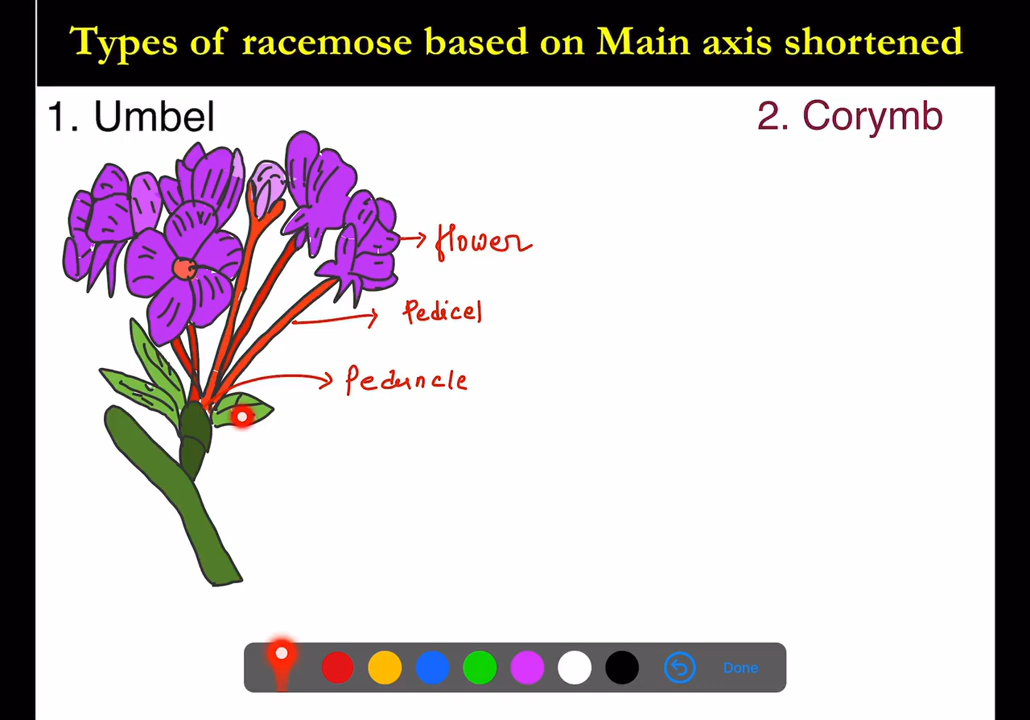 Types of racemose based on Main axis shortened
1. Umbel
2. Corymb
flower
Pedicel
Peduncle
Done